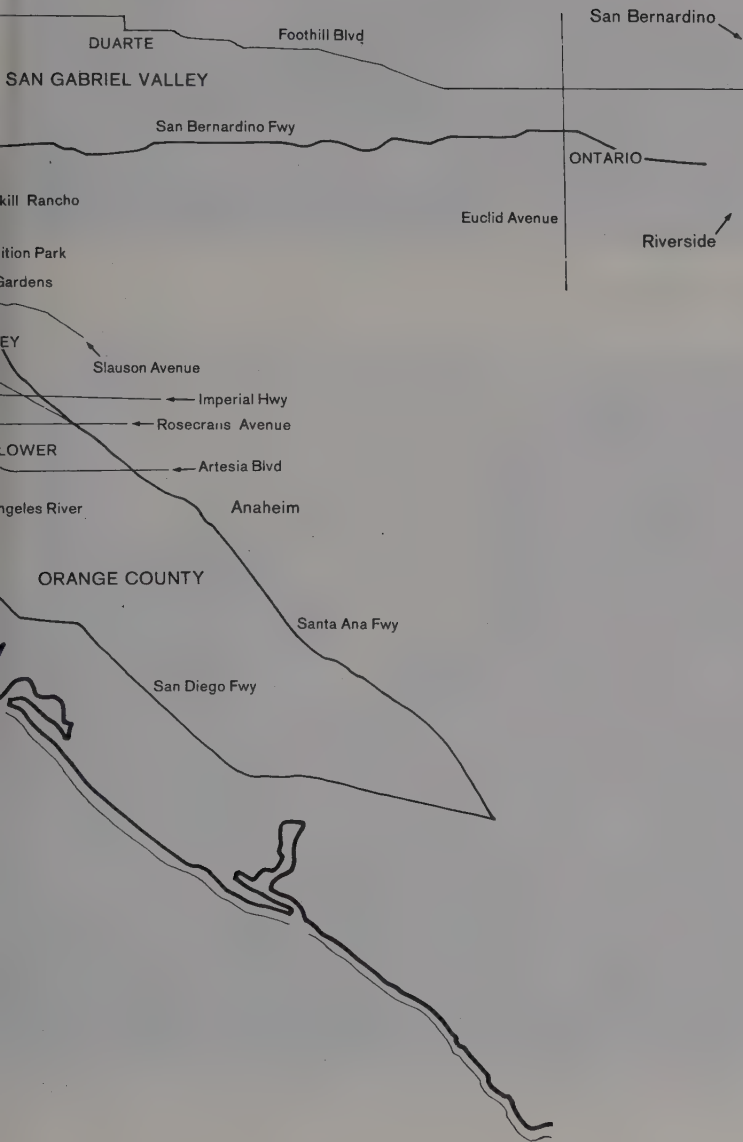 San Bernardino
Foothill Blvd
DUARTE
SAN GABRIEL VALLEY
San Bernardino Fwy
ONTARIO
kill Rancho
Euclid Avenue
Riverside
ition Park
Gardens
EY
Slauson Avenue
Imperial Hwy
Rosecrans Avenue
LOWER
Artesia Blvd
ngeles River
Anaheim
ORANGE COUNTY
Santa Ana Fwy
San Diego Fwy